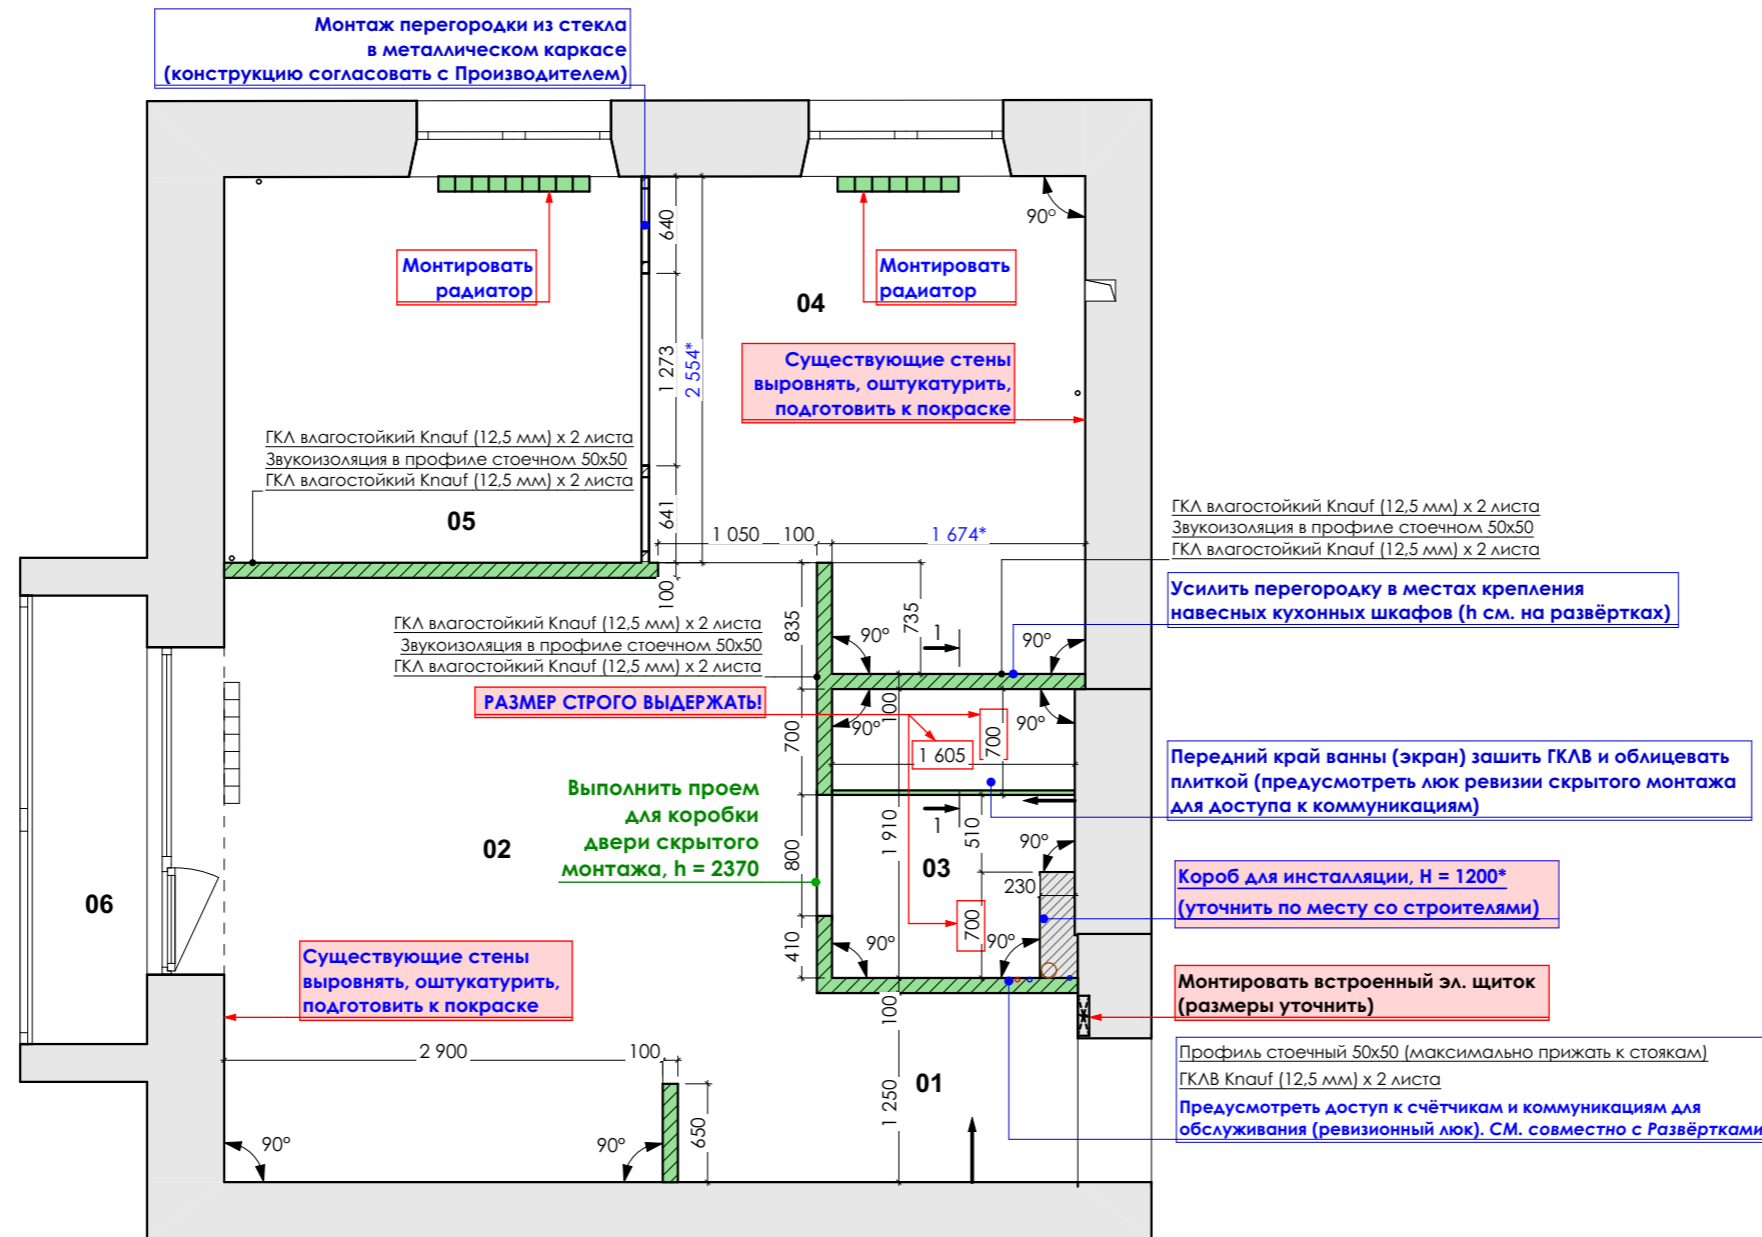 Монтаж перегородки из стекла
в металлическом каркасе
(конструкцию согласовать с Производителем)
90°
640
Монтировать
радиатор
Монтировать
радиатор
04
1 273
2 554*
Существующие стены
выровнять, оштукатурить,
подготовить к покраске
ГКЛ влагостойкий Knauf (12,5 мм) х 2 листа
Звукоизоляция в профиле стоечном 50х50
ГКЛ влагостойкий Knauf (12,5 мм) х 2 листа
05
641
1 050
100
1 674*
ГКЛ влагостойкий Knauf (12,5 мм) х 2 листа
Звукоизоляция в профиле стоечном 50х50
ГКЛ влагостойкий Knauf (12,5 мм) х 2 листа
100
835
735
Усилить перегородку в местах крепления
навесных кухонных шкафов (h см. на развёртках)
ГКЛ влагостойкий Knauf (12,5 мм) х 2 листа
Звукоизоляция в профиле стоечном 50х50
ГКЛ влагостойкий Knauf (12,5 мм) х 2 листа
90°
1
90°
РАЗМЕР СТРОГО ВЫДЕРЖАТЬ!
700
90°
100
1 605
700
90°
Передний край ванны (экран) зашить ГКЛВ и облицевать
плиткой (предусмотреть люк ревизии скрытого монтажа
для доступа к коммуникациям)
Выполнить проем
для коробки
двери скрытого
монтажа, h = 2370
02
800
1 910
1
510
90°
03
230
Короб для инсталляции, H = 1200*
(уточнить по месту со строителями)
06
410
90°
700
90°
Существующие стены
выровнять, оштукатурить,
подготовить к покраске
Монтировать встроенный эл. щиток
(размеры уточнить)
100
2 900
100
01
1 250
650
90°
90°
Профиль стоечный 50х50 (максимально прижать к стоякам)
ГКЛВ Knauf (12,5 мм) х 2 листа
Предусмотреть доступ к счётчикам и коммуникациям для
обслуживания (ревизионный люк). СМ. совместно с Развёртками